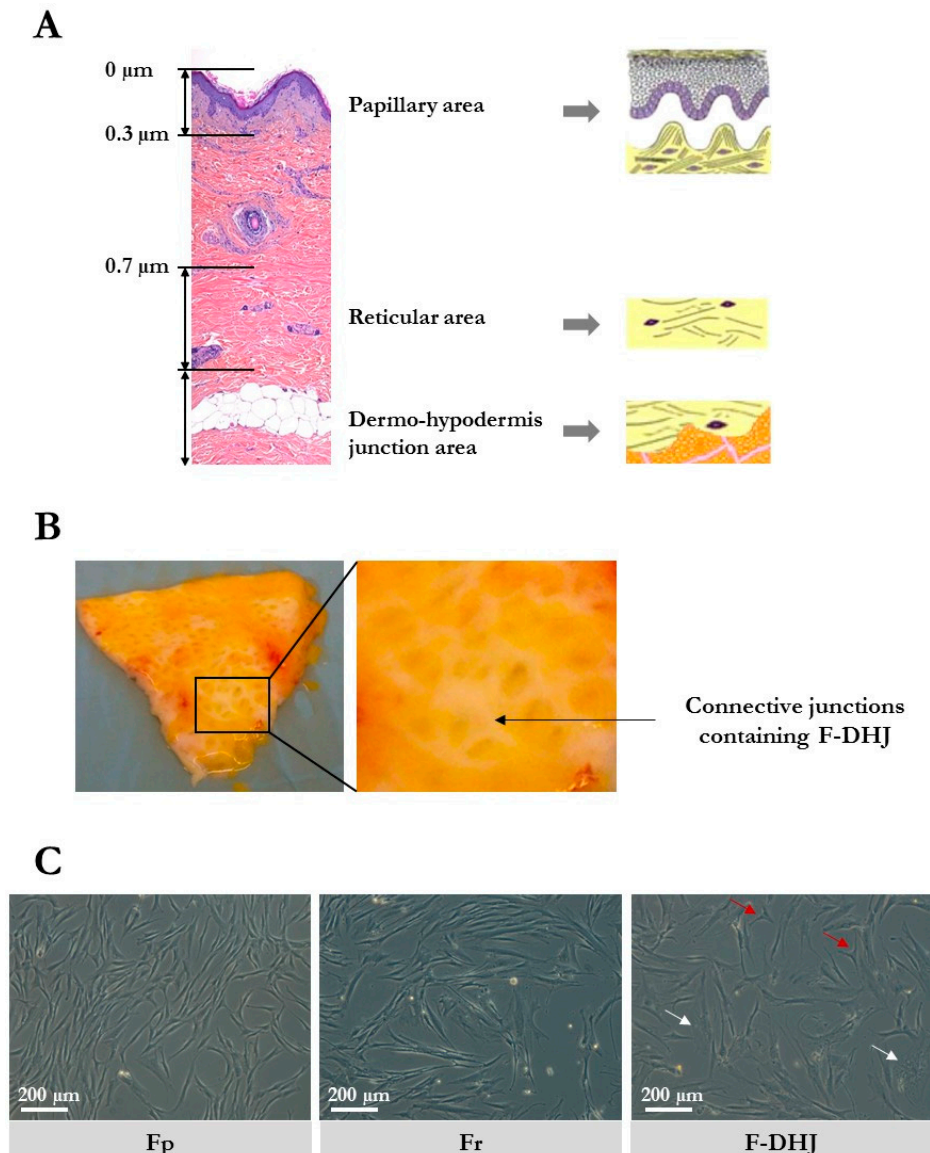 A
0 µm
Papillary area
0.3 µm
0.7 µm
Reticular area
Dermo-hypodermis
junction area
B
Connective junctions
containing F-DHJ
C
200 µm
200 µm
200 µm
Fp
Fr
F-DHJ